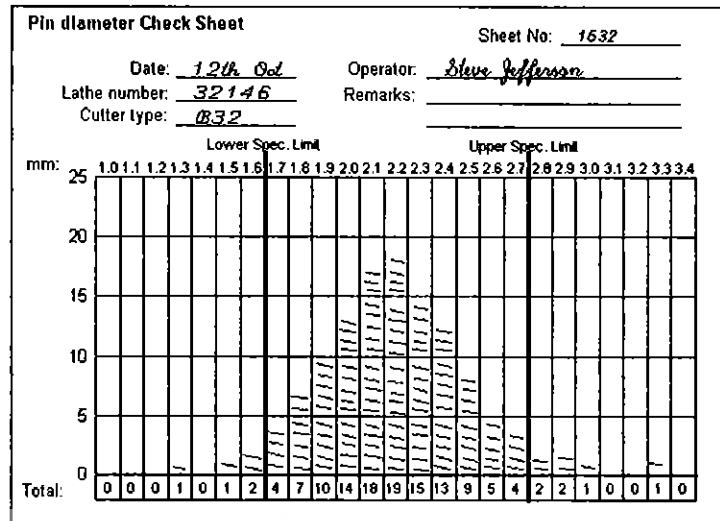 Pin diameter Check Sheet
Sheet No: 1632
Date: 12th Oct Operator: Steve Jefferson
Lathe number: 32146 Remarks:
Cutter type: B32
Lower Spec. Limit Upper Spec. Limit
mm: 1.0 1.1 1.2 1.3 1.4 1.5 1.6 1.7 1.8 1.9 2.0 2.1 2.2 2.3 2.4 2.5 2.6 2.7 2.8 2.9 3.0 3.1 3.2 3.3 3.4
25
20
15
10
5
0
Total: 0 0 0 1 0 1 2 4 7 10 14 18 19 15 13 9 5 4 2 2 1 0 0 1 0